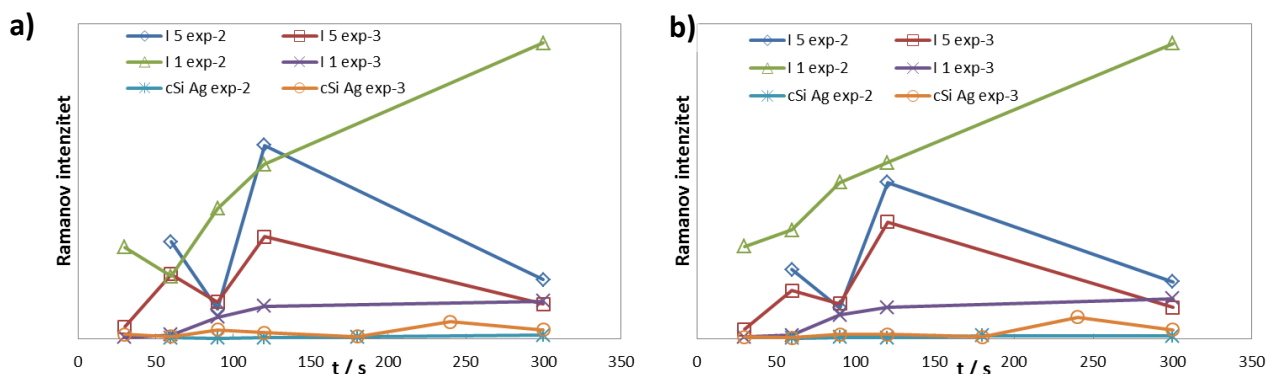 a)
I 5 exp-2 I 5 exp-3
I 1 exp-2 I 1 exp-3
cSi Ag exp-2 cSi Ag exp-3
Ramanov intenzitet
0 50 100 150 200 250 300 350
t / s
b)
I 5 exp-2 I 5 exp-3
I 1 exp-2 I 1 exp-3
cSi Ag exp-2 cSi Ag exp-3
Ramanov intenzitet
0 50 100 150 200 250 300 350
t / s